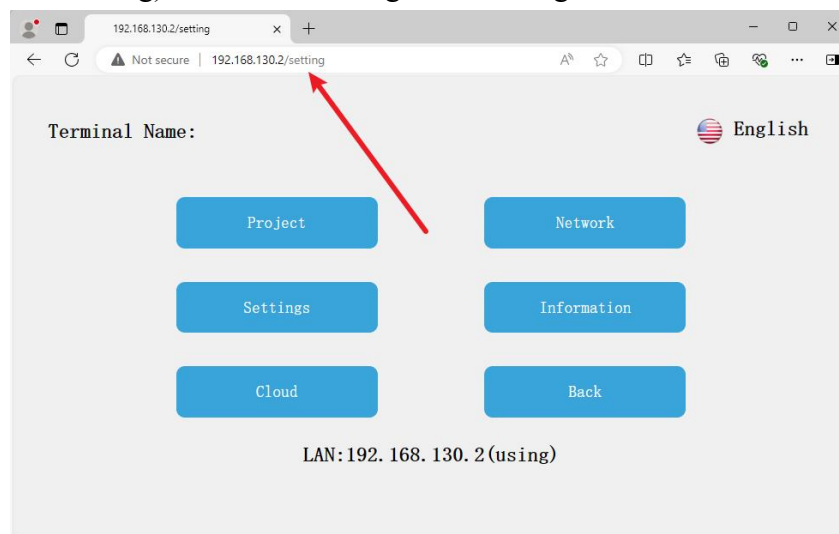 192.168.130.2/setting
Not secure | 192.168.130.2/setting
Terminal Name:
English
Project
Network
Settings
Information
Cloud
Back
LAN:192.168.130.2(using)